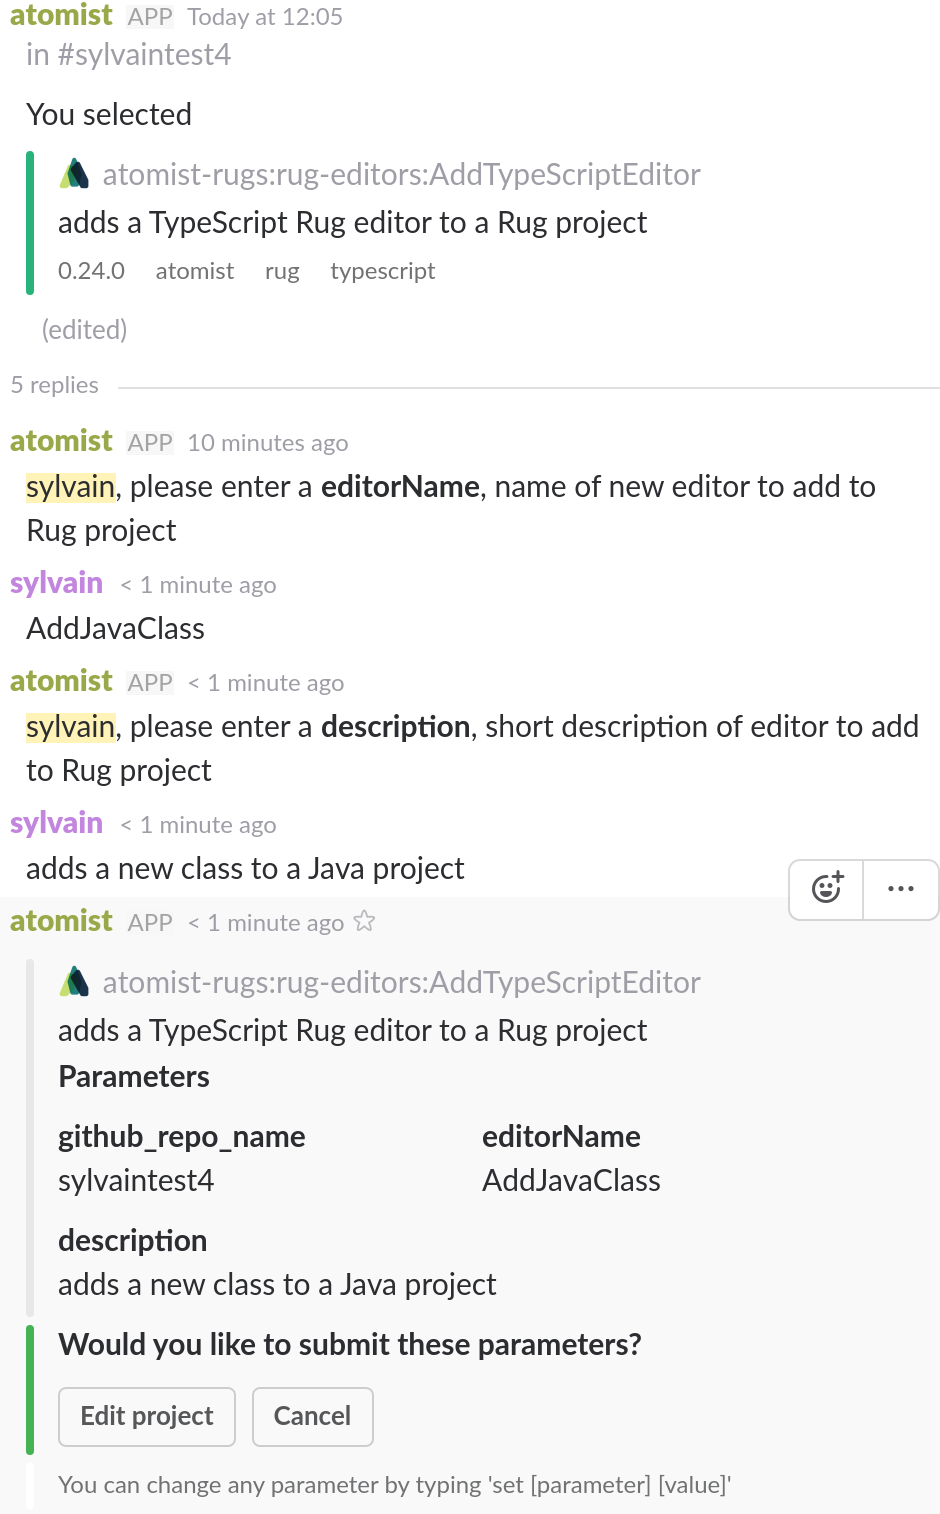 atomist APP Today at 12:05
in #sylvaintest4
You selected
atomist-rugs:rug-editors:AddTypeScriptEditor
adds a TypeScript Rug editor to a Rug project
0.24.0 atomist rug typescript
(edited)
5 replies
atomist APP 10 minutes ago
sylvain, please enter a editorName, name of new editor to add to
Rug project
sylvain < 1 minute ago
AddJavaClass
atomist APP < 1 minute ago
sylvain, please enter a description, short description of editor to add
to Rug project
sylvain < 1 minute ago
adds a new class to a Java project
atomist APP < 1 minute ago
atomist-rugs:rug-editors:AddTypeScriptEditor
adds a TypeScript Rug editor to a Rug project
Parameters
github_repo_name editorName
sylvaintest4 AddJavaClass
description
adds a new class to a Java project
Would you like to submit these parameters?
Edit project Cancel
You can change any parameter by typing 'set [parameter] [value]'